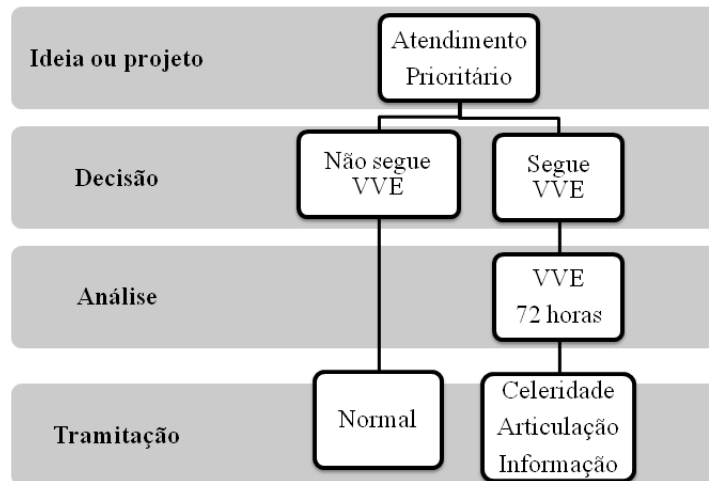 Ideia ou projeto
Atendimento
Prioritário
Decisão
Não segue
VVE
Segue
VVE
Análise
VVE
72 horas
Tramitação
Normal
Celeridade
Articulação
Informação